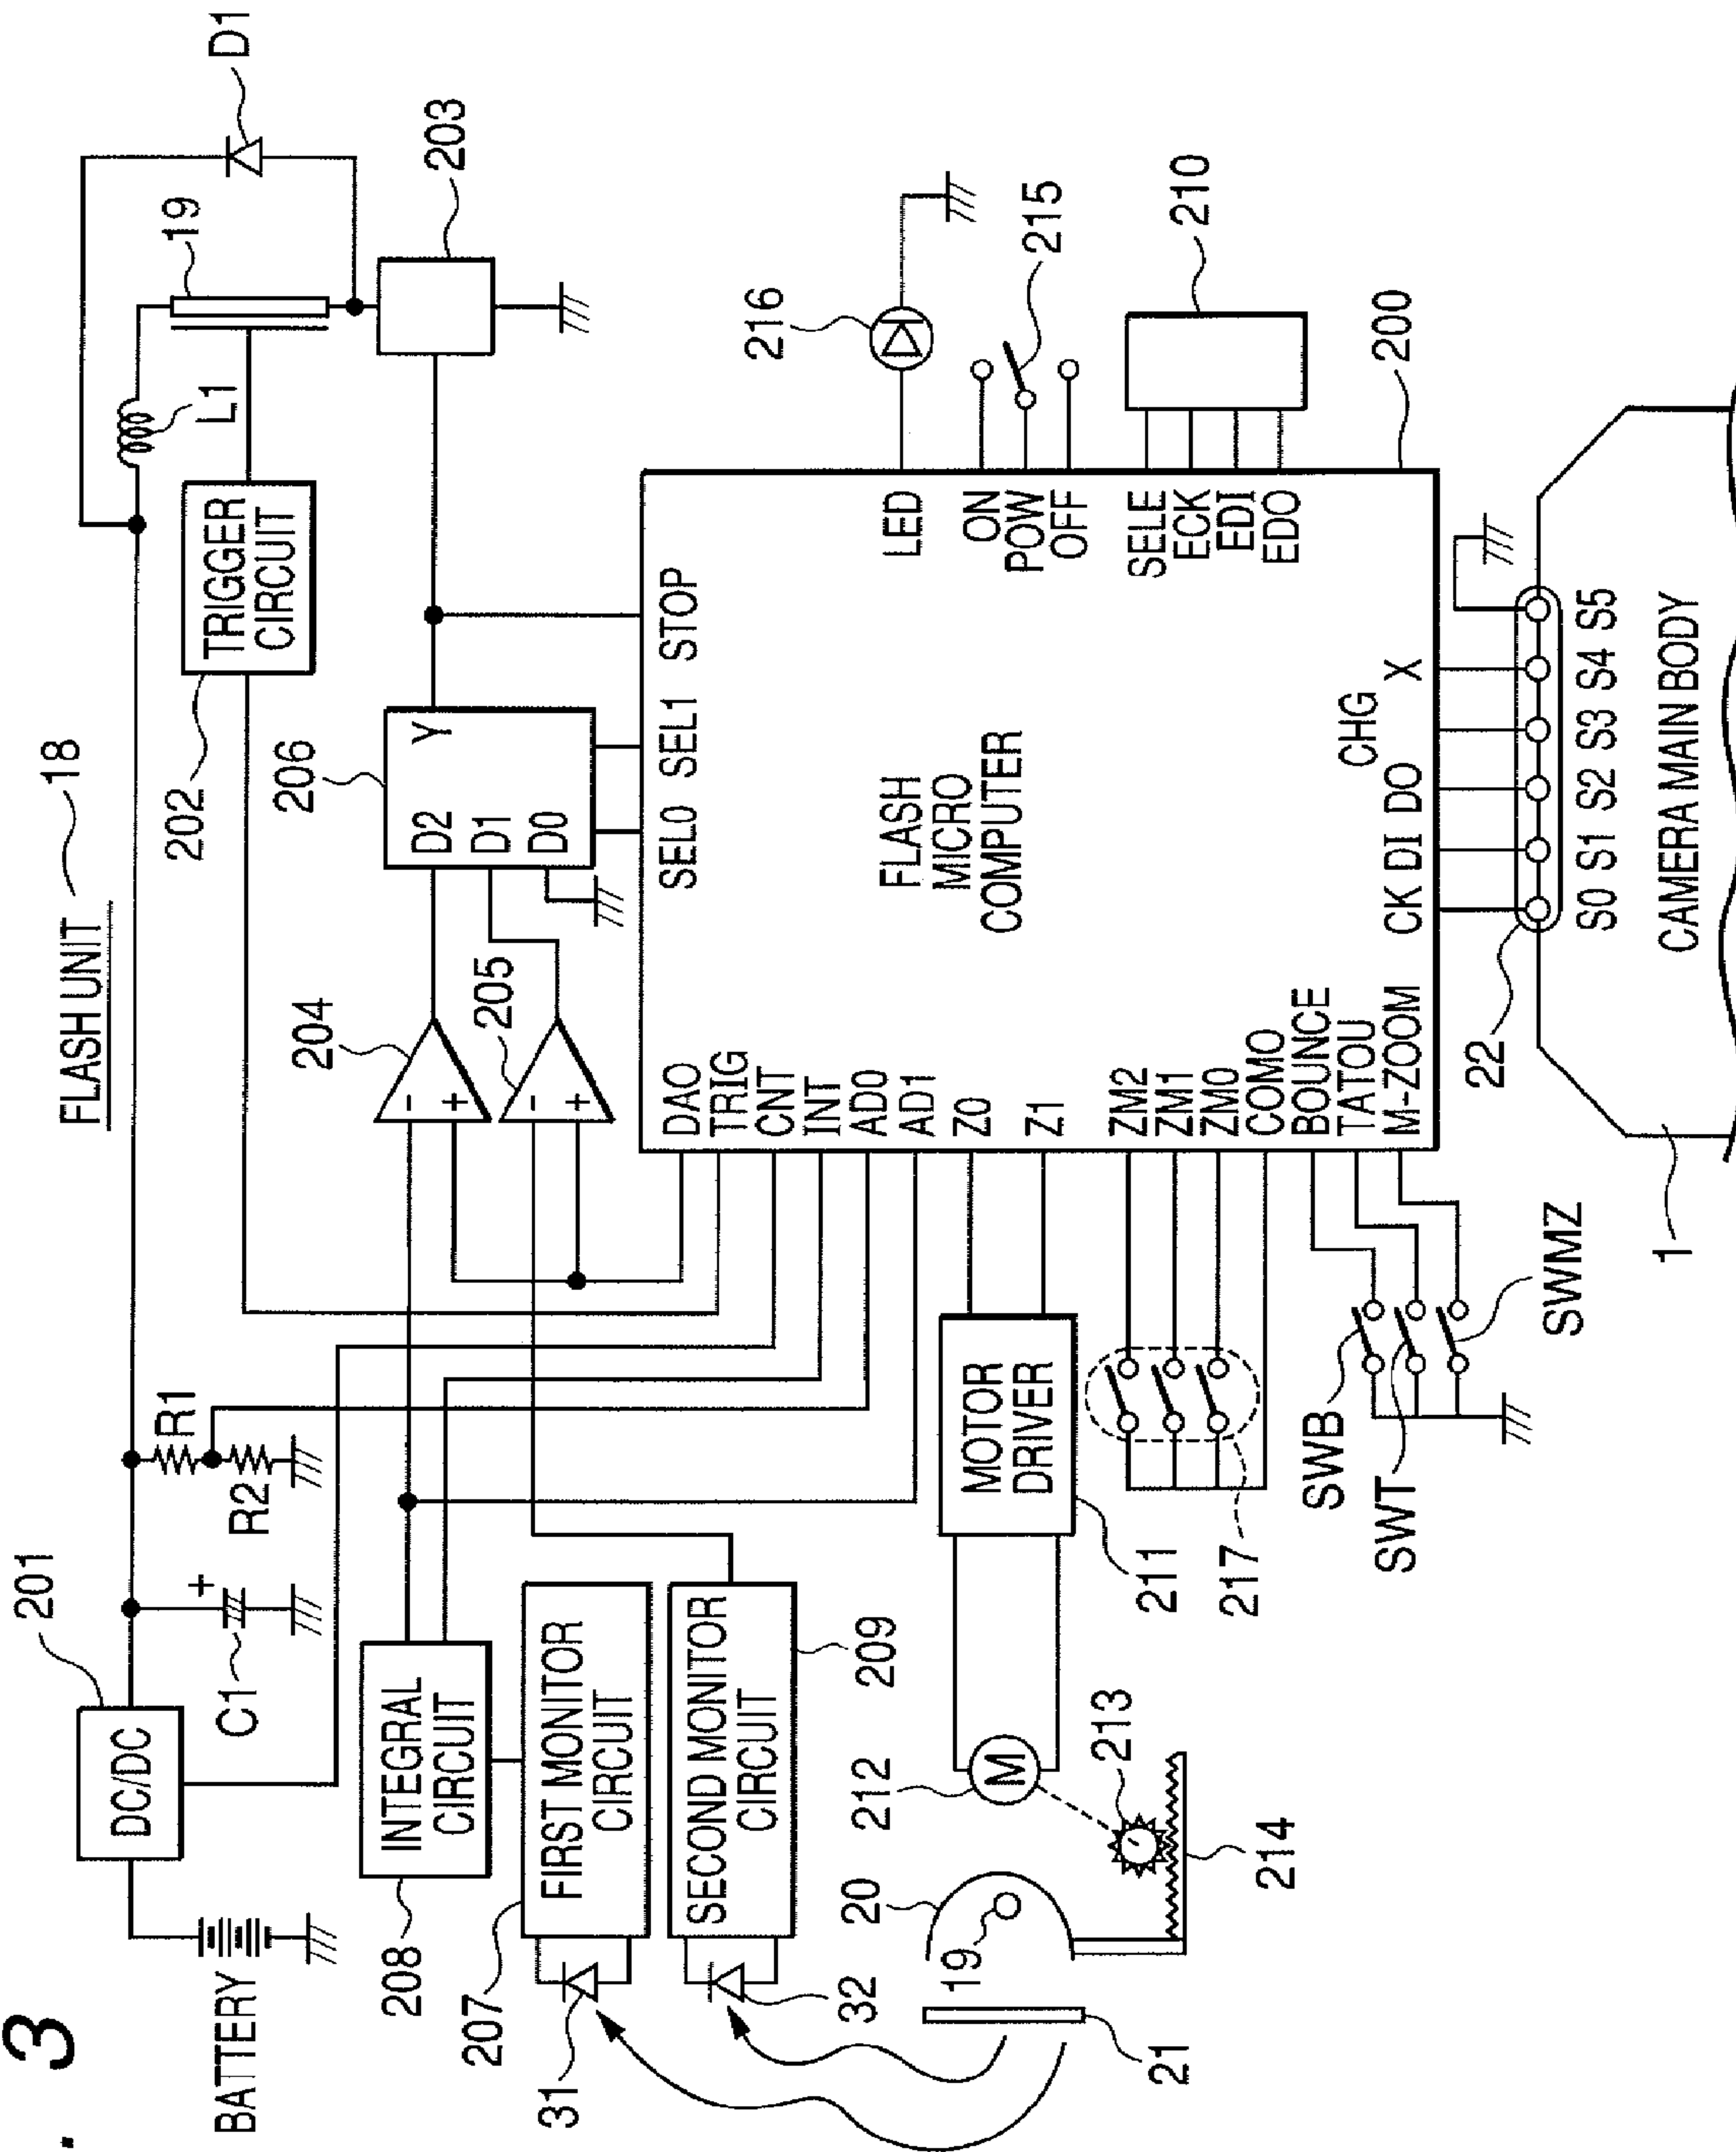 . 3
FLASH UNIT
18
BATTERY
201
DC/DC
C1
+
R1
R2
202
TRIGGER
CIRCUIT
L1
19
D1
203
204
205
-
+
-
+
206
D2
D1
D0
Y
208
INTEGRAL
CIRCUIT
207
FIRST MONITOR
CIRCUIT
31
SECOND MONITOR
CIRCUIT
209
32
SEL0 SEL1 STOP
DAO
TRIG
CNT
INT
AD0
AD1
Z0
Z1
ZM2
ZM1
ZM0
COMO
BOUNCE
TATOU
M-ZOOM
FLASH
MICRO
COMPUTER
LED
ON
POW
OFF
SELE
ECK
EDI
EDO
216
215
210
200
CK DI DO
CHG
X
20
19
21
212
M
213
214
MOTOR
DRIVER
211
217
SWB
SWT
SWMZ
22
S0 S1 S2 S3 S4 S5
CAMERA MAIN BODY
1